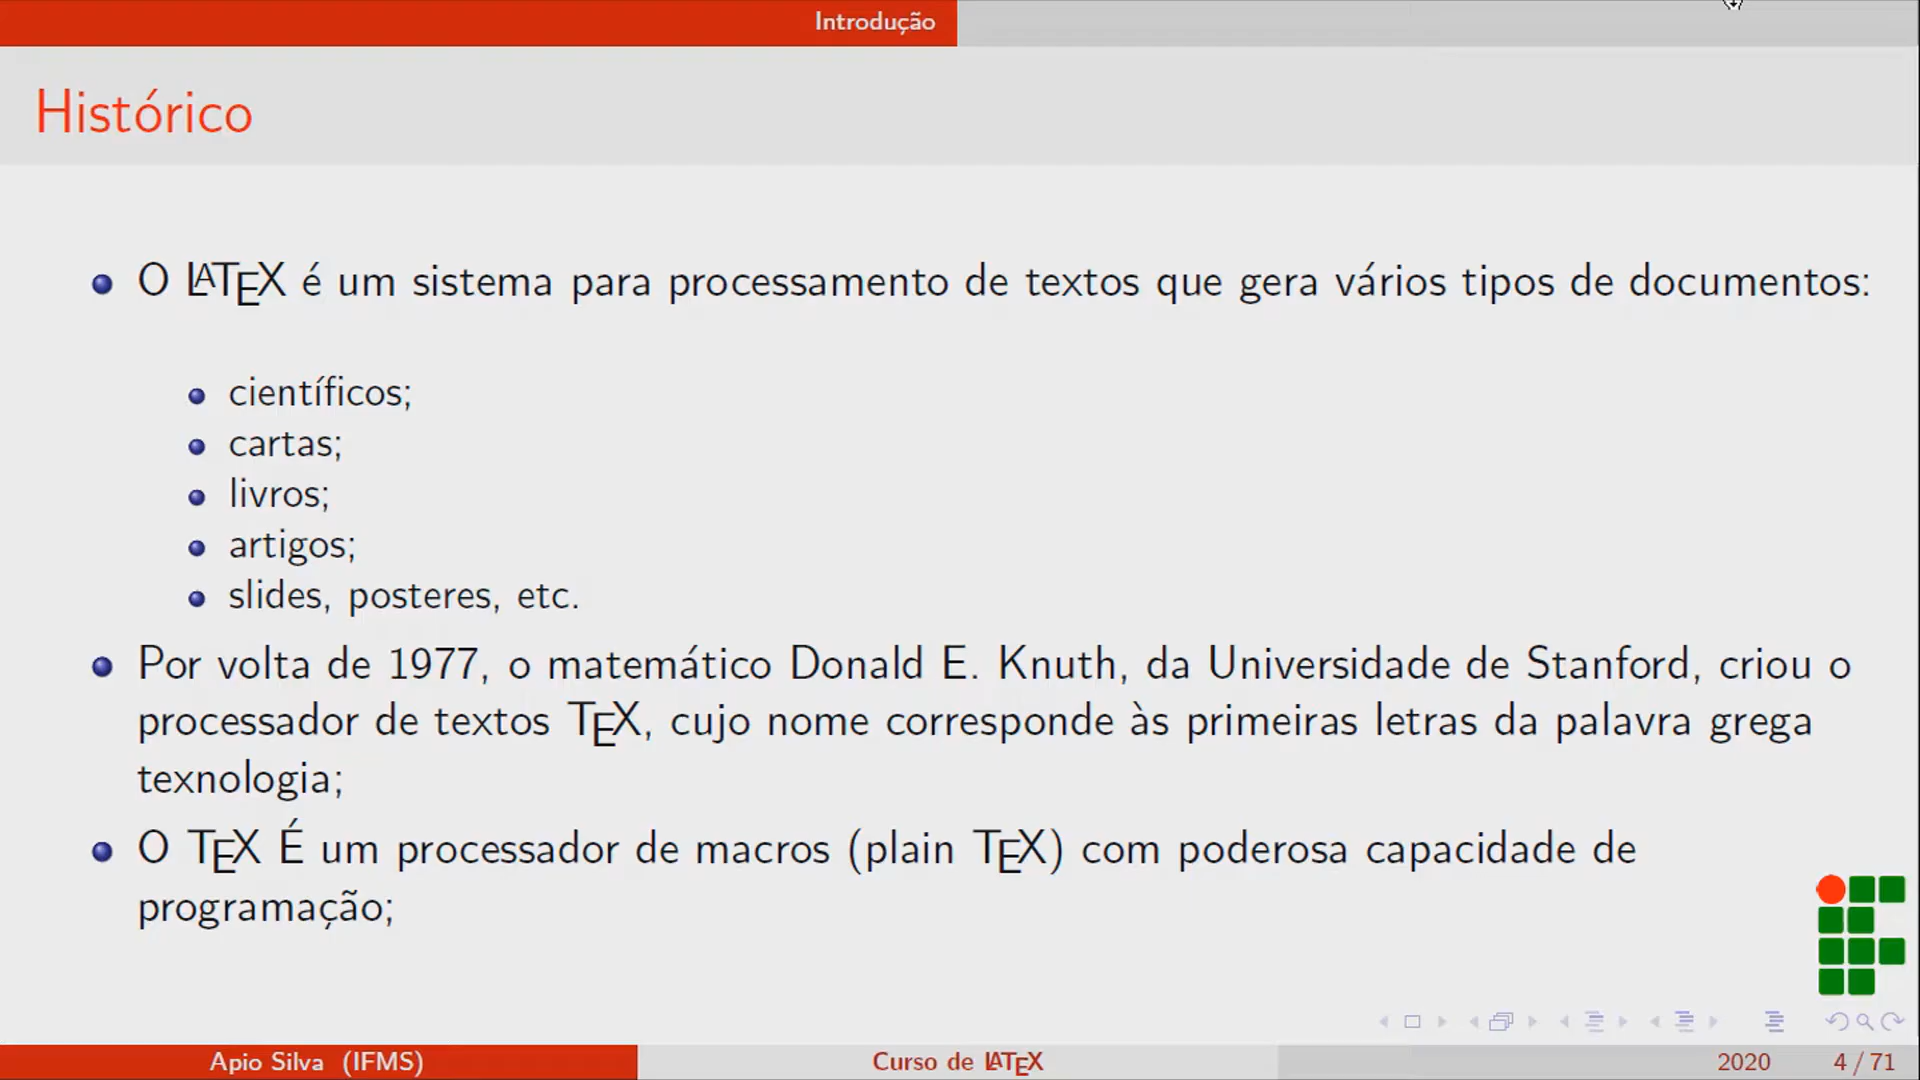 Introdução
Histórico
O LATEX é um sistema para processamento de textos que gera vários tipos de documentos:
científicos;
cartas;
livros;
artigos;
slides, posteres, etc.
Por volta de 1977, o matemático Donald E. Knuth, da Universidade de Stanford, criou o
processador de textos TEX, cujo nome corresponde às primeiras letras da palavra grega
texnologia;
O TEX É um processador de macros (plain TEX) com poderosa capacidade de
programação;
Apio Silva (IFMS)
Curso de LATEX
2020
4 / 71